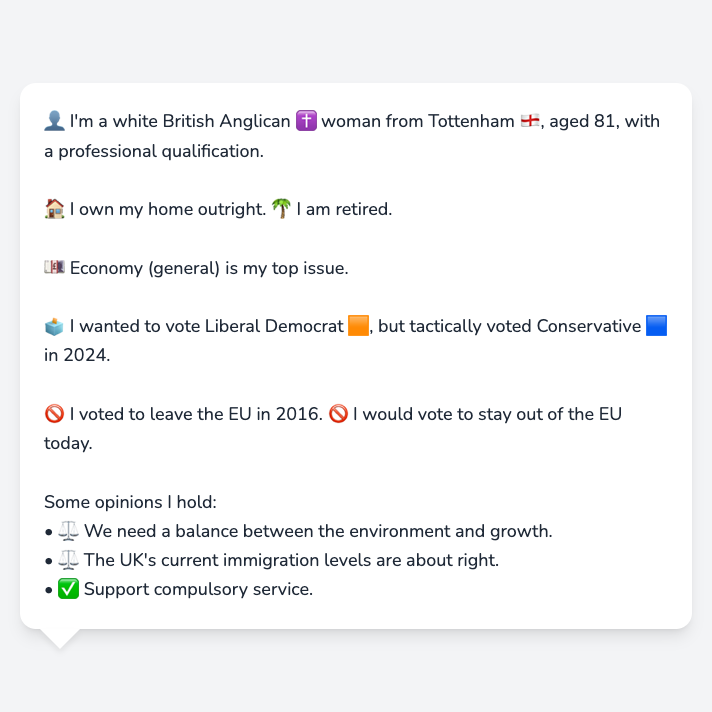 👤 I'm a white British Anglican ✝️ woman from Tottenham 🏴󠁧󠁢󠁥󠁮󠁧󠁿, aged 81, with
a professional qualification.
🏠 I own my home outright. 🌴 I am retired.
💷 Economy (general) is my top issue.
🗳️ I wanted to vote Liberal Democrat 🟧, but tactically voted Conservative 🟦
in 2024.
🚫 I voted to leave the EU in 2016. 🚫 I would vote to stay out of the EU
today.
Some opinions I hold:
• ⚖️ We need a balance between the environment and growth.
• ⚖️ The UK's current immigration levels are about right.
• ✅ Support compulsory service.